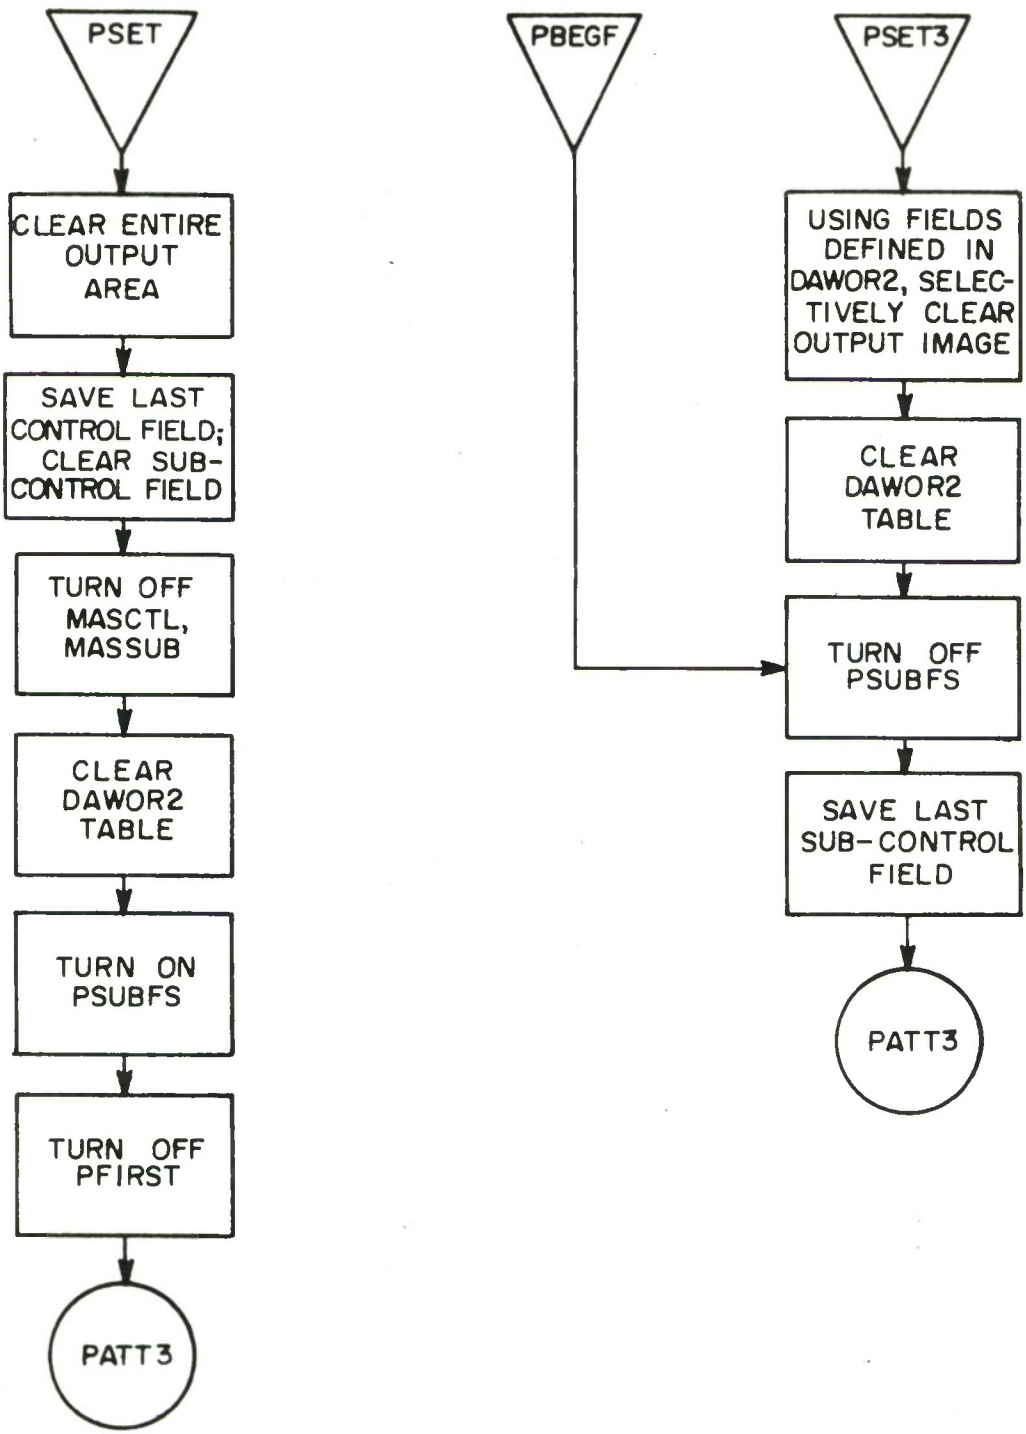 PSET
CLEAR ENTIRE
OUTPUT
AREA
SAVE LAST
CONTROL FIELD;
CLEAR SUB-
CONTROL FIELD
TURN OFF
MASCTL,
MASSUB
CLEAR
DAWOR2
TABLE
TURN ON
PSUBFS
TURN OFF
PFIRST
PATT3
PBEGF
PSET3
USING FIELDS
DEFINED IN
DAWOR2, SELEC-
TIVELY CLEAR
OUTPUT IMAGE
CLEAR
DAWOR2
TABLE
TURN OFF
PSUBFS
SAVE LAST
SUB-CONTROL
FIELD
PATT3